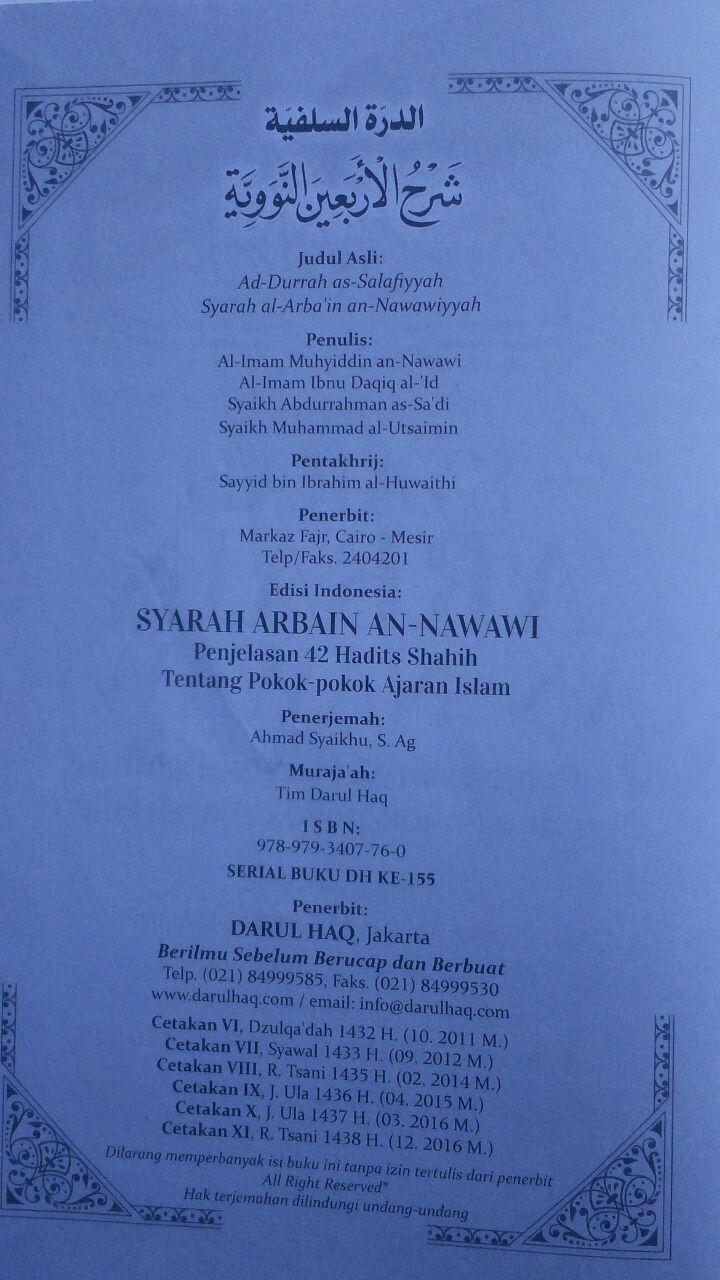 الدرّة السلفيّة
شَرْحُ الْأَرْبَعِينَ النَّوَوِيَّةِ
Judul Asli:
Ad-Durrah as-Salafiyyah
Syarah al-Arba'in an-Nawawiyyah
Penulis:
Al-Imam Muhyiddin an-Nawawi
Al-Imam Ibnu Daqiq al-'Id
Syaikh Abdurrahman as-Sa'di
Syaikh Muhammad al-Utsaimin
Pentakhrij:
Sayyid bin Ibrahim al-Huwaithi
Penerbit:
Markaz Fajr, Cairo - Mesir
Telp/Faks. 2404201
Edisi Indonesia:
SYARAH ARBAIN AN-NAWAWI
Penjelasan 42 Hadits Shahih
Tentang Pokok-pokok Ajaran Islam
Penerjemah:
Ahmad Syaikhu, S. Ag
Muraja'ah:
Tim Darul Haq
I S B N:
978-979-3407-76-0
SERIAL BUKU DH KE-155
Penerbit:
DARUL HAQ, Jakarta
Berilmu Sebelum Berucap dan Berbuat
Telp. (021) 84999585, Faks. (021) 84999530
www.darulhaq.com / email: info@darulhaq.com
Cetakan VI, Dzulqa'dah 1432 H. (10. 2011 M.)
Cetakan VII, Syawal 1433 H. (09. 2012 M.)
Cetakan VIII, R. Tsani 1435 H. (02. 2014 M.)
Cetakan IX, J. Ula 1436 H. (04. 2015 M.)
Cetakan X, J. Ula 1437 H. (03. 2016 M.)
Cetakan XI, R. Tsani 1438 H. (12. 2016 M.)
Dilarang memperbanyak isi buku ini tanpa izin tertulis dari penerbit
All Right Reserved*
Hak terjemahan dilindungi undang-undang